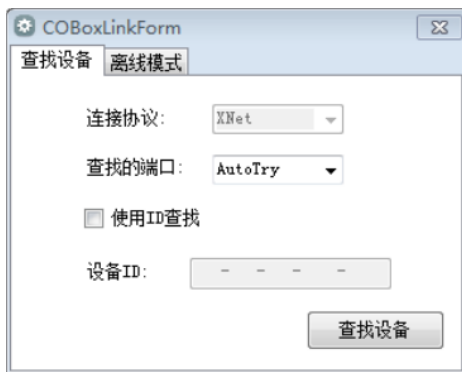 COBoxLinkForm
查找设备 离线模式
连接协议: XNet
查找的端口: AutoTry
使用ID查找
设备ID: - - - -
查找设备